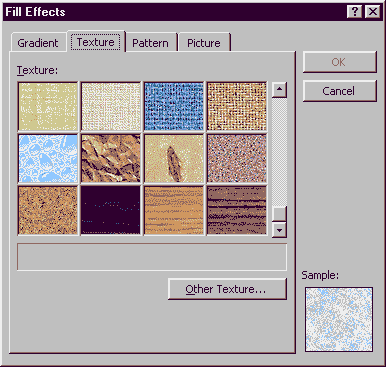 Fill Effects
Gradient Texture Pattern Picture
Texture:
OK
Cancel
Other Texture...
Sample: